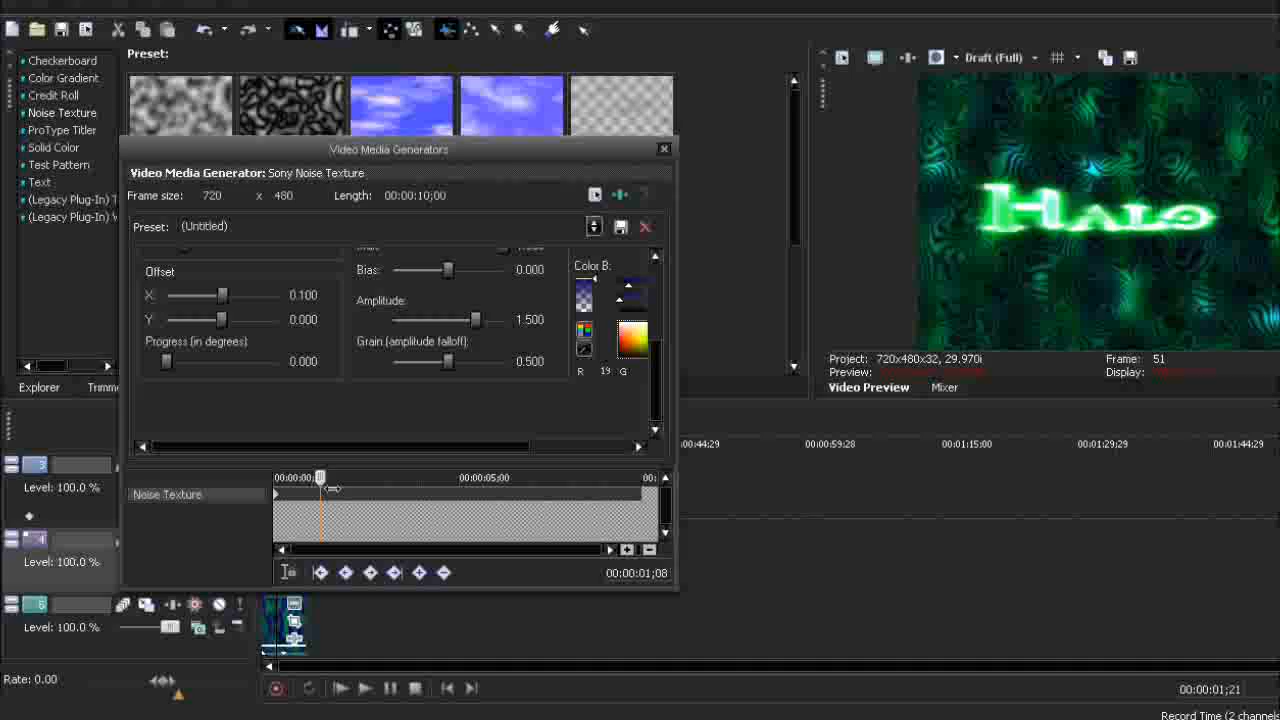 Preset:
Draft (Full)
Checkerboard
Color Gradient
Credit Roll
Noise Texture
ProType Titler
Solid Color
Test Pattern
Text
(Legacy Plug-In) T
(Legacy Plug-In)
Video Media Generators
Video Media Generator: Sony Noise Texture
Frame size: 720 x 480 Length: 00:00:10;00
Preset: (Untitled)
HALO
Offset
X: 0.100
Y: 0.000
Progress (in degrees)
0.000
Bias: 0.000
Amplitude:
1.500
Grain (amplitude falloff):
0.500
Color B:
R 19 G
Project: 720x480x32, 29.970i
Frame: 51
Preview:
Display:
Explorer Trimm
Video Preview Mixer
:00:44;29 00:00:59;28 00:01:15;00 00:01:29;29 00:01:44;29
3
Level: 100.0 %
4
Level: 100.0 %
Level: 100.0 %
00:00:00; 00:00:05;00 00:
Noise Texture
00:00:01;08
Rate: 0.00
00:00:01;21
Record Time (2 channel